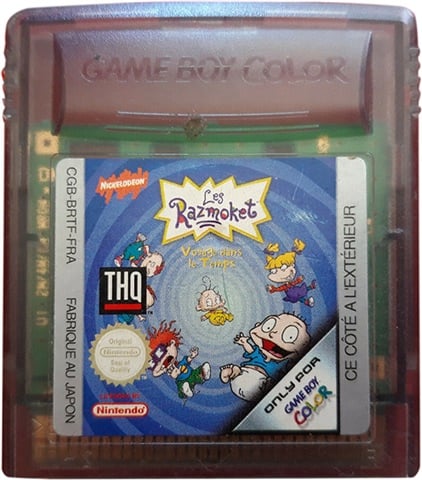 GAME BOY COLOR
NICKELODEON
Les
Razmoket
Voyage dans
le Temps
CGB-BRTF-FRA
FABRIQUE AU JAPON
THQ
Original
Nintendo
Seal of
Quality
Nintendo
ONLY FOR
GAME BOY
COLOR
CE CÔTÉ À L'EXTÉRIEUR